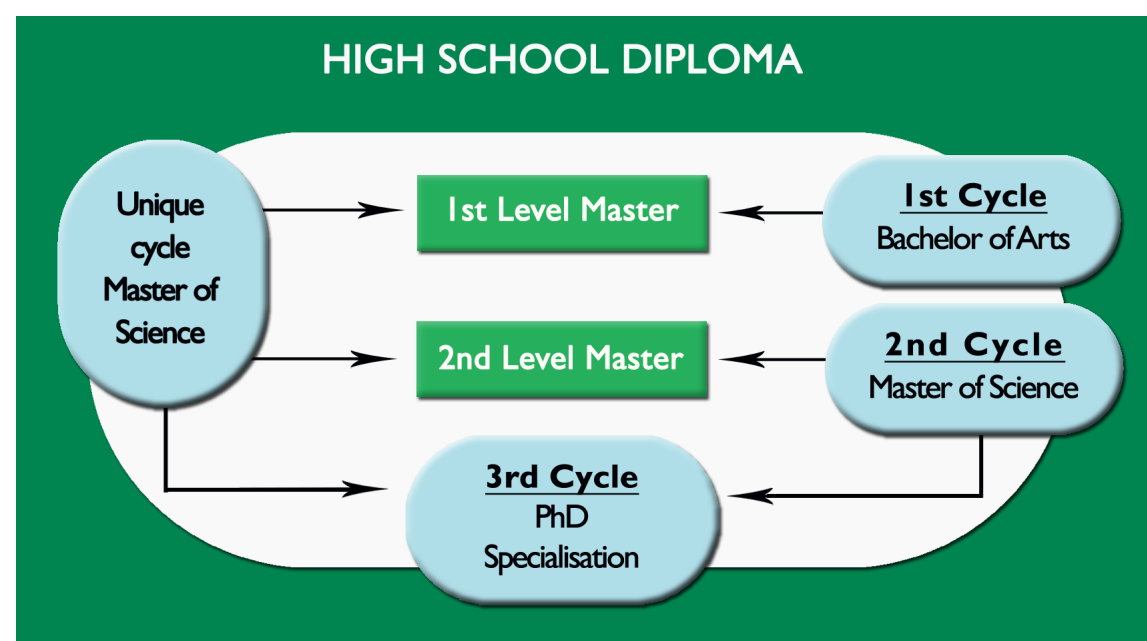 HIGH SCHOOL DIPLOMA
Unique
cycle
Master of
Science
1st Level Master
1st Cycle
Bachelor of Arts
2nd Level Master
2nd Cycle
Master of Science
3rd Cycle
PhD
Specialisation